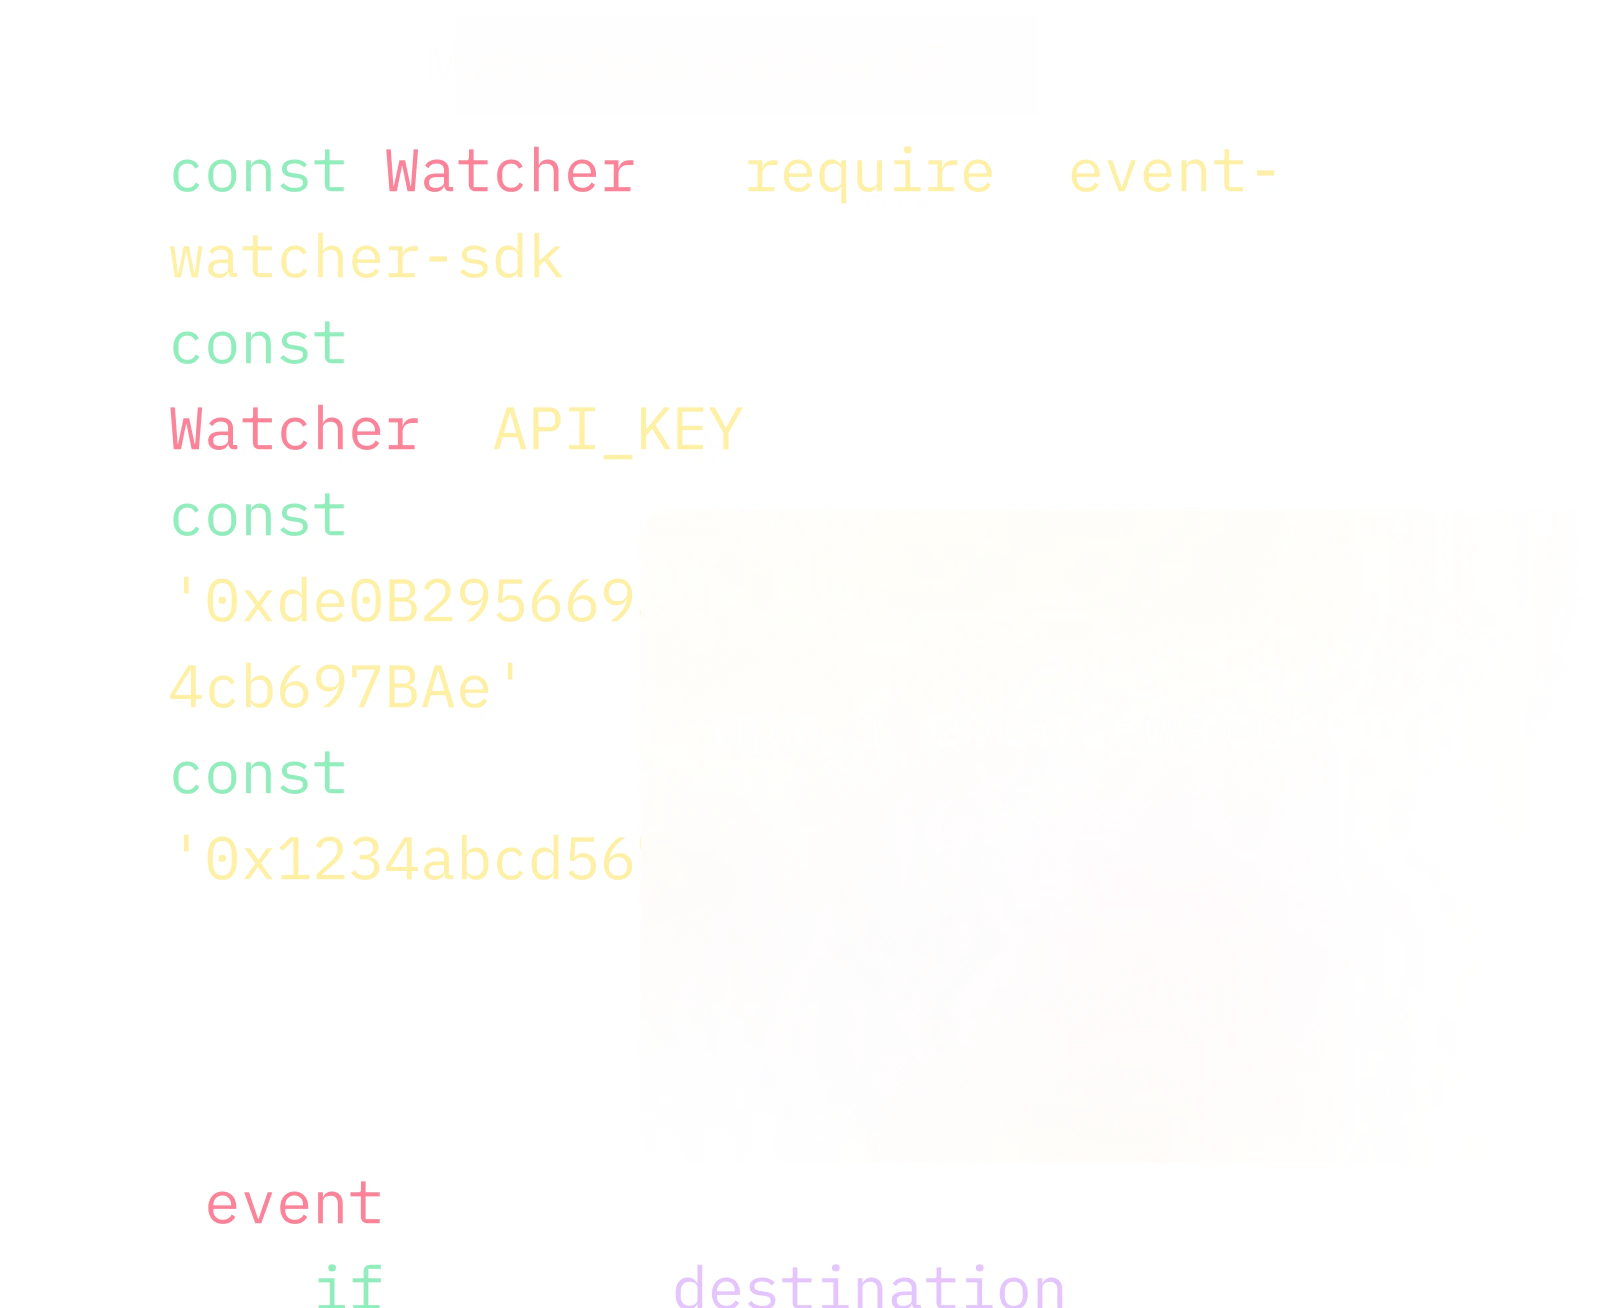 const Watcher require event-
watcher-sdk
const
Watcher API_KEY
const
'0xde0B295669
4cb697BAe'
const
'0x1234abcd56
event
if destination